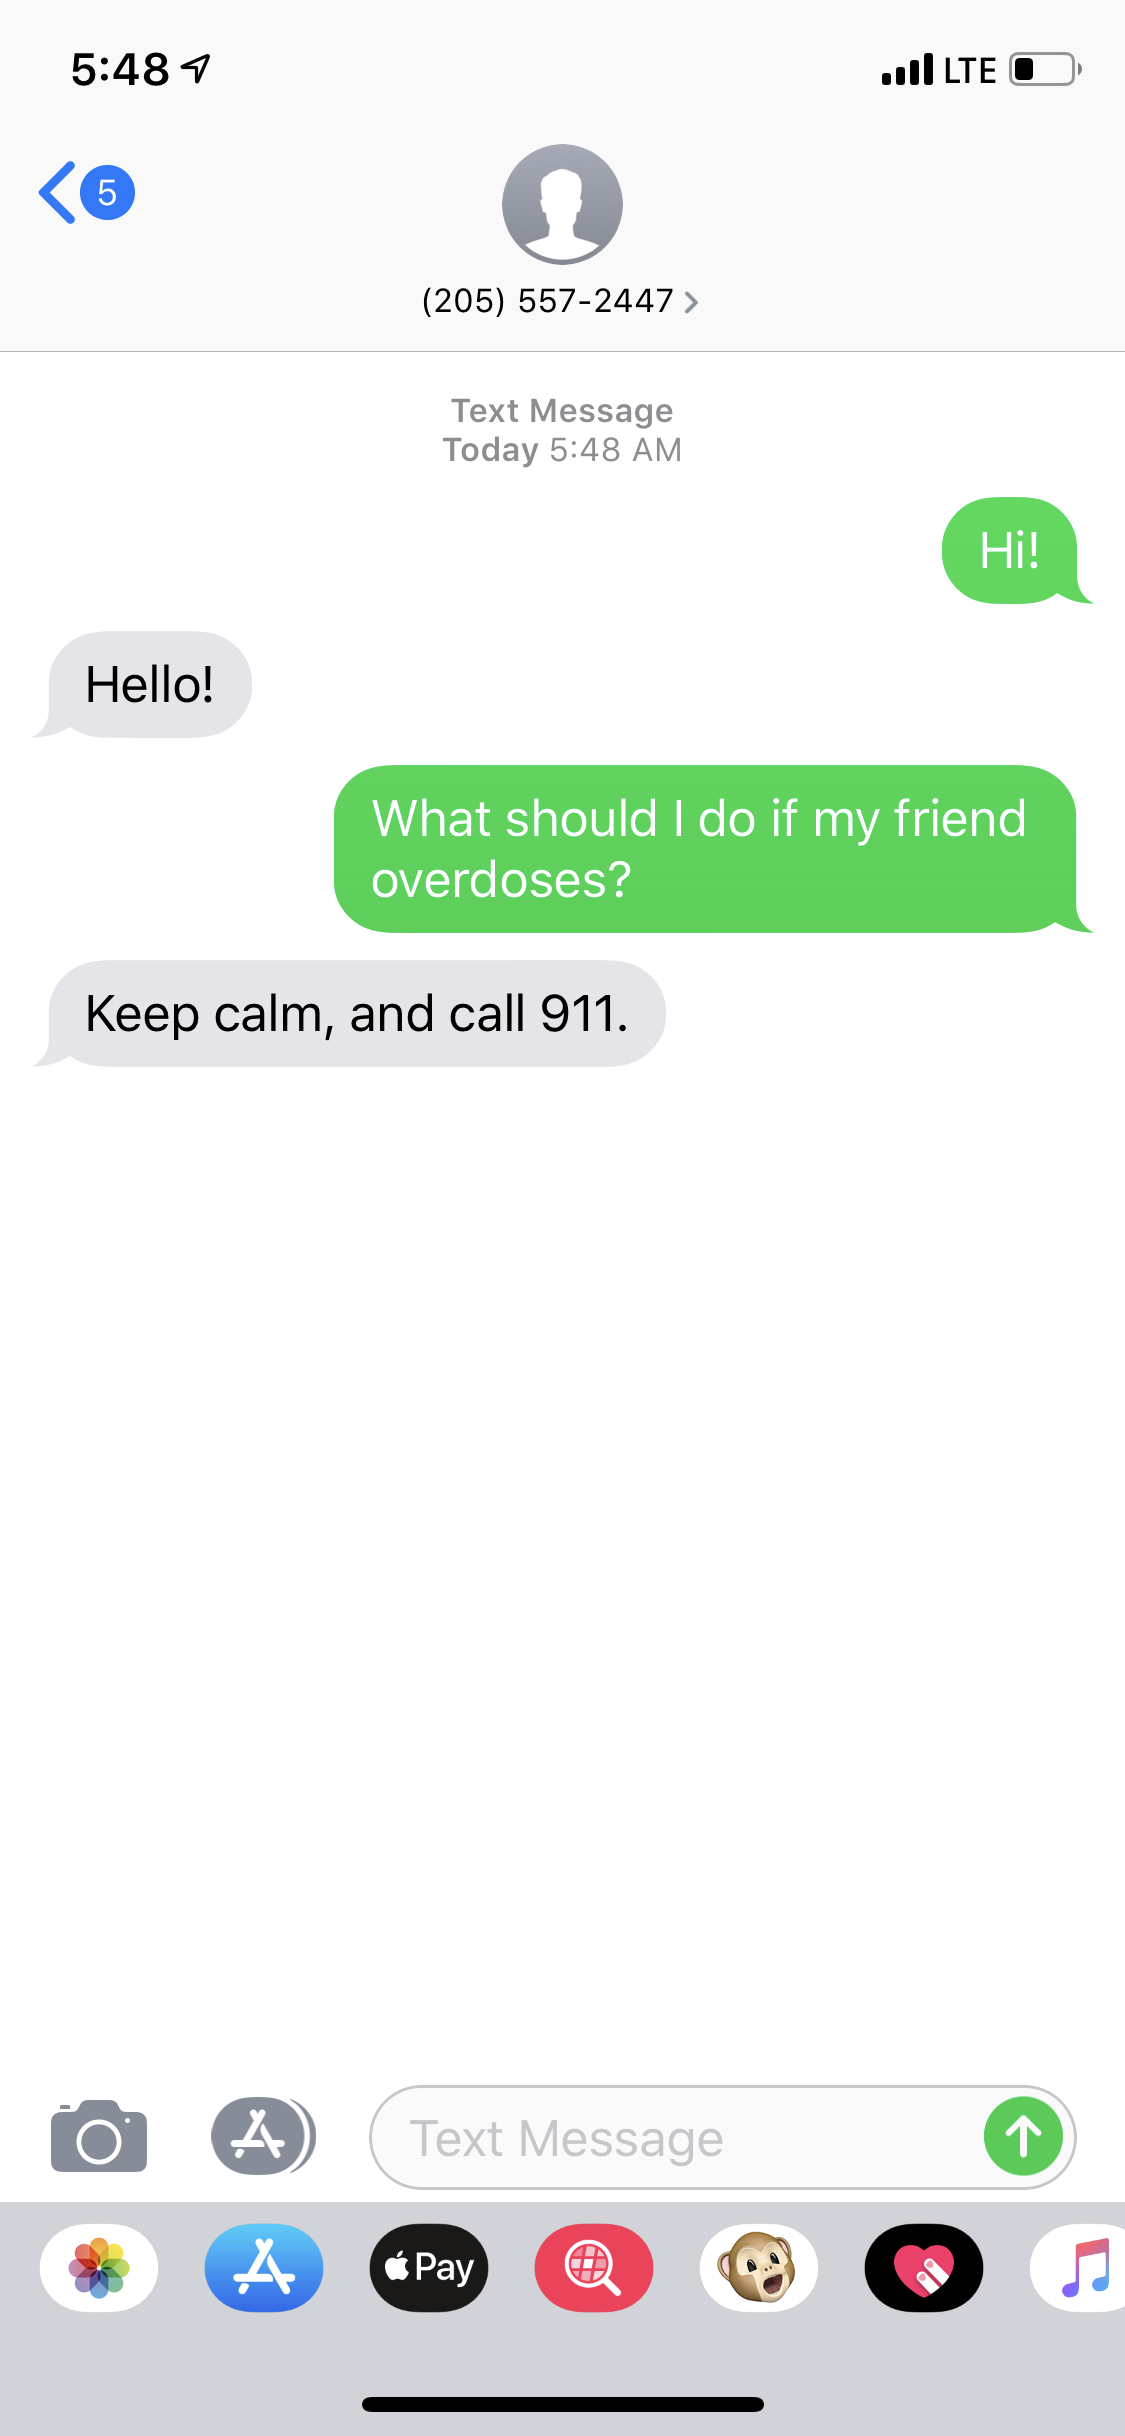 5:48
LTE
5
(205) 557-2447
Text Message
Today 5:48 AM
Hi!
Hello!
What should I do if my friend
overdoses?
Keep calm, and call 911.
Text Message
Pay